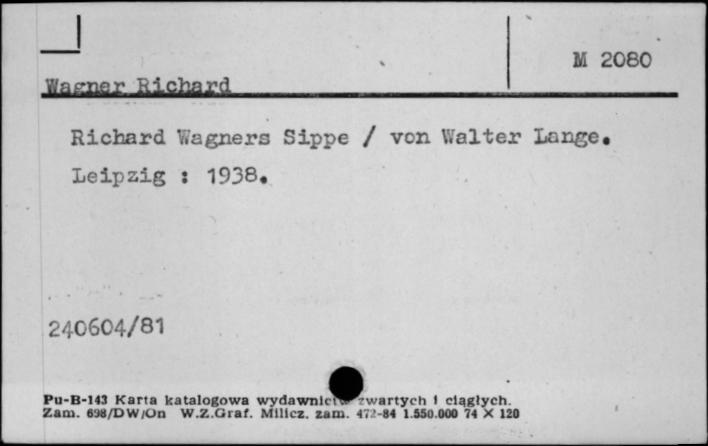 M 2080
Wagner Richard
Richard Wagners Sippe / von Walter Lange.
Leipzig : 1938.
240604/81
Pu-B-143 Karta katalogowa wydawnictw zwartych i ciągłych.
Zam. 698/DW/On W.Z.Graf. Milicz. zam. 472-84 1.550.000 74 X 120